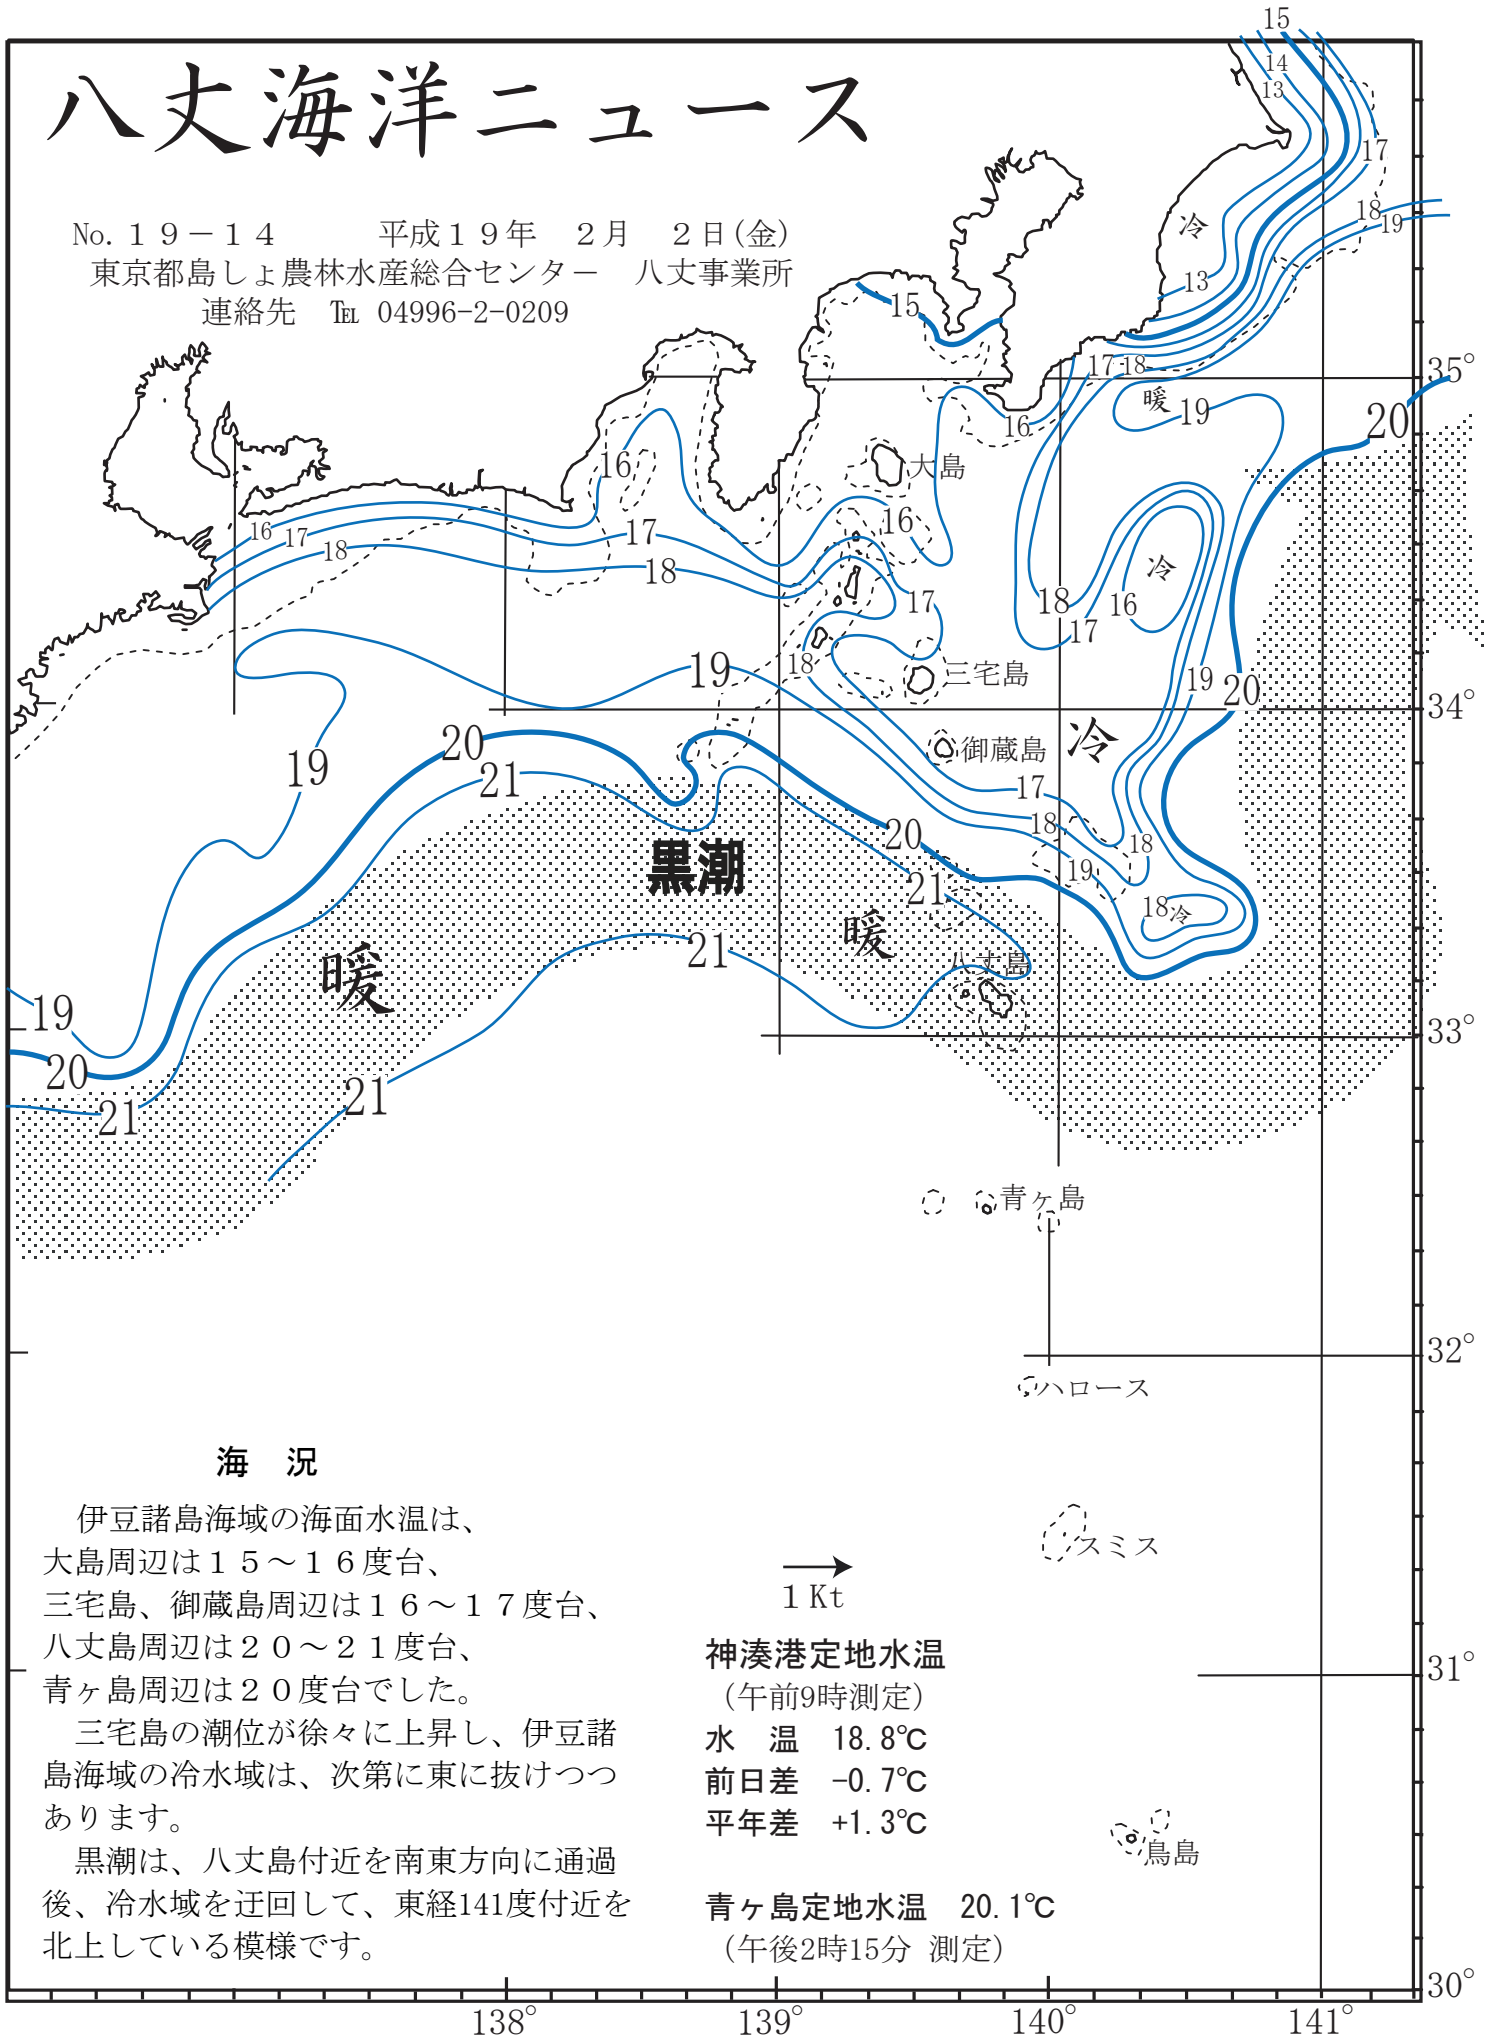 八丈海洋ニュース
No.１９－１４　　　平成１９年　２月　２日(金)
東京都島しょ農林水産総合センター　八丈事業所
連絡先　℡ 04996-2-0209
15
14
13
17
18
19
冷
13
15
35°
17
18
暖
19
20
16
大島
16
16
16
17
18
17
18
冷
16
18
17
17
19
20
18
19
三宅島
34°
冷
御蔵島
20
21
19
17
18
20
18
19
黒潮
21
18
冷
暖
21
暖
八丈島
19
33°
20
21
21
青ヶ島
32°
ハロース
海　況
伊豆諸島海域の海面水温は、
大島周辺は１５～１６度台、
三宅島、御蔵島周辺は１６～１７度台、
八丈島周辺は２０～２１度台、
青ヶ島周辺は２０度台でした。
三宅島の潮位が徐々に上昇し、伊豆諸
島海域の冷水域は、次第に東に抜けつつ
あります。
黒潮は、八丈島付近を南東方向に通過
後、冷水域を迂回して、東経141度付近を
北上している模様です。
スミス
１Kt
31°
神湊港定地水温
（午前9時測定）
水　温　18.8℃
前日差　-0.7℃
平年差　+1.3℃
鳥島
青ヶ島定地水温　20.1℃
（午後2時15分 測定）
30°
138°
139°
140°
141°